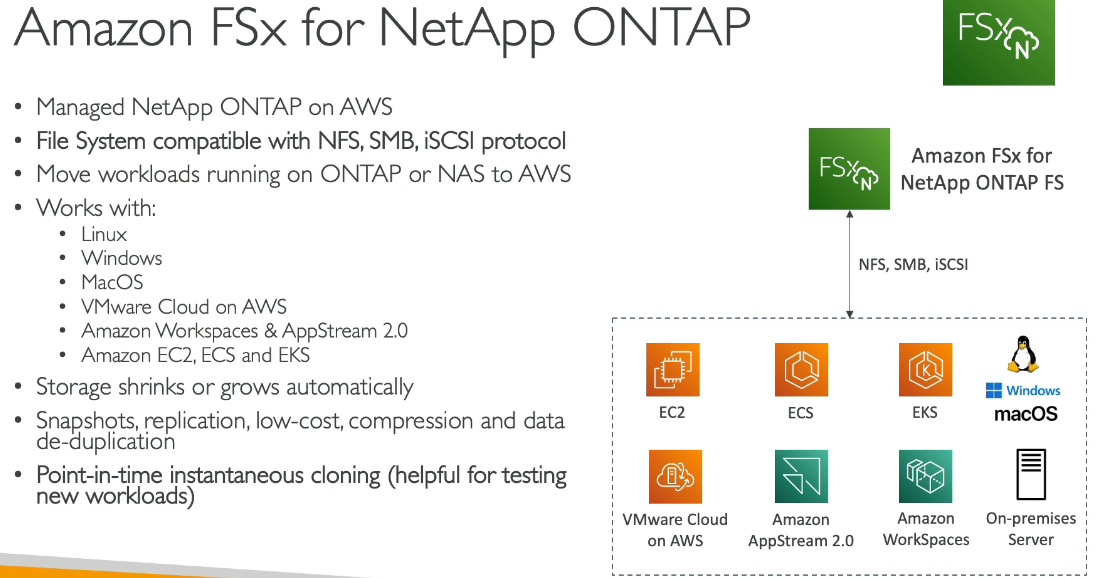 Amazon FSx for NetApp ONTAP
FSx
N
• Managed NetApp ONTAP on AWS
• File System compatible with NFS, SMB, iSCSI protocol
• Move workloads running on ONTAP or NAS to AWS
• Works with:
• Linux
• Windows
• MacOS
• VMware Cloud on AWS
• Amazon Workspaces & AppStream 2.0
• Amazon EC2, ECS and EKS
• Storage shrinks or grows automatically
• Snapshots, replication, low-cost, compression and data
de-duplication
• Point-in-time instantaneous cloning (helpful for testing
new workloads)
FSx
N
Amazon FSx for
NetApp ONTAP FS
NFS, SMB, iSCSI
EC2
ECS
K
EKS
Windows
macOS
VMware Cloud
on AWS
Amazon
AppStream 2.0
Amazon
WorkSpaces
On-premises
Server